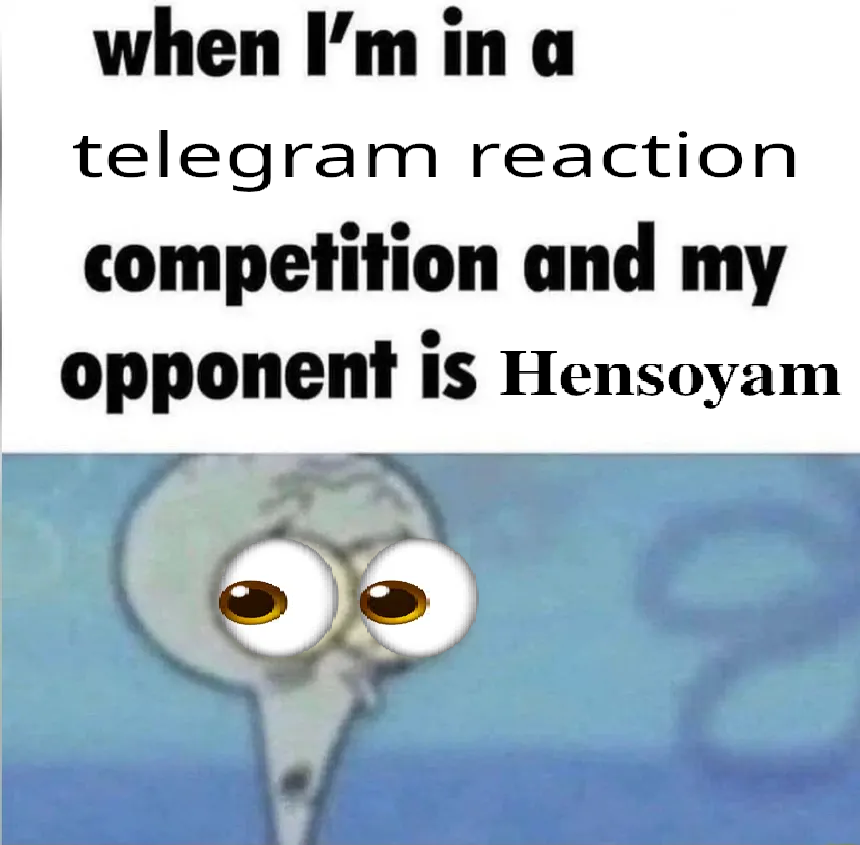 when I'm in a
telegram reaction
competition and my
opponent is Hensoyam